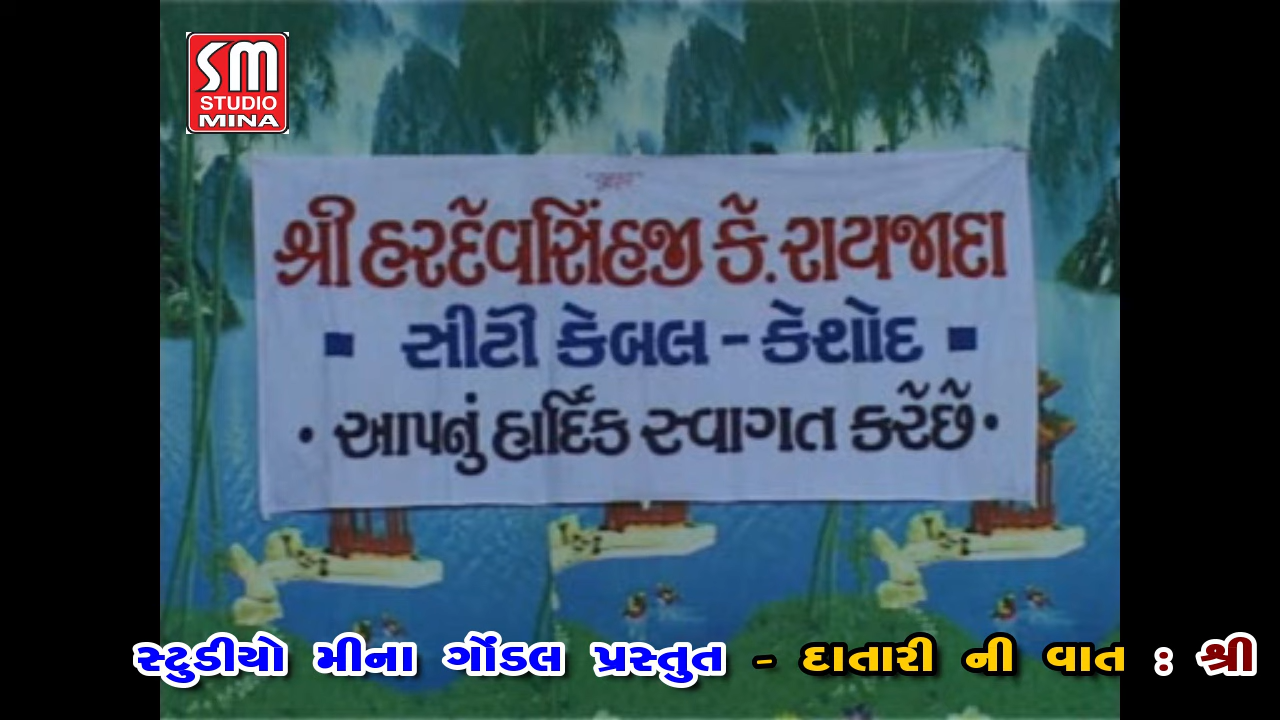 SM
STUDIO
MINA
શ્રી હરદેવસિંહજી કે. રાયજાદા
સીટી કેબલ - કેશોદ
• આપનું હાર્દિક સ્વાગત કરેછે •
સ્ટુડીયો મીના ગોંડલ પ્રસ્તુત - દાતારી ની વાત : શ્રી